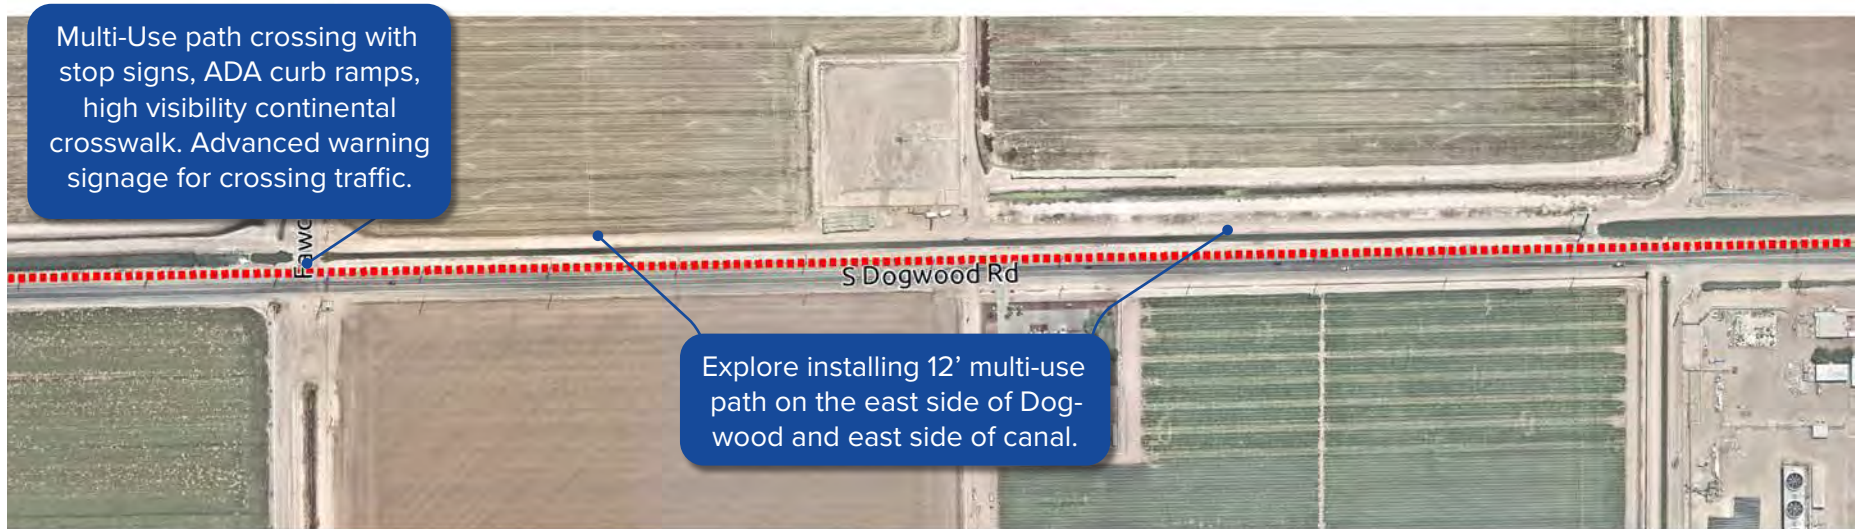 Multi-Use path crossing with
stop signs, ADA curb ramps,
high visibility continental
crosswalk. Advanced warning
signage for crossing traffic.
S Dogwood Rd
Explore installing 12’ multi-use
path on the east side of Dog-
wood and east side of canal.